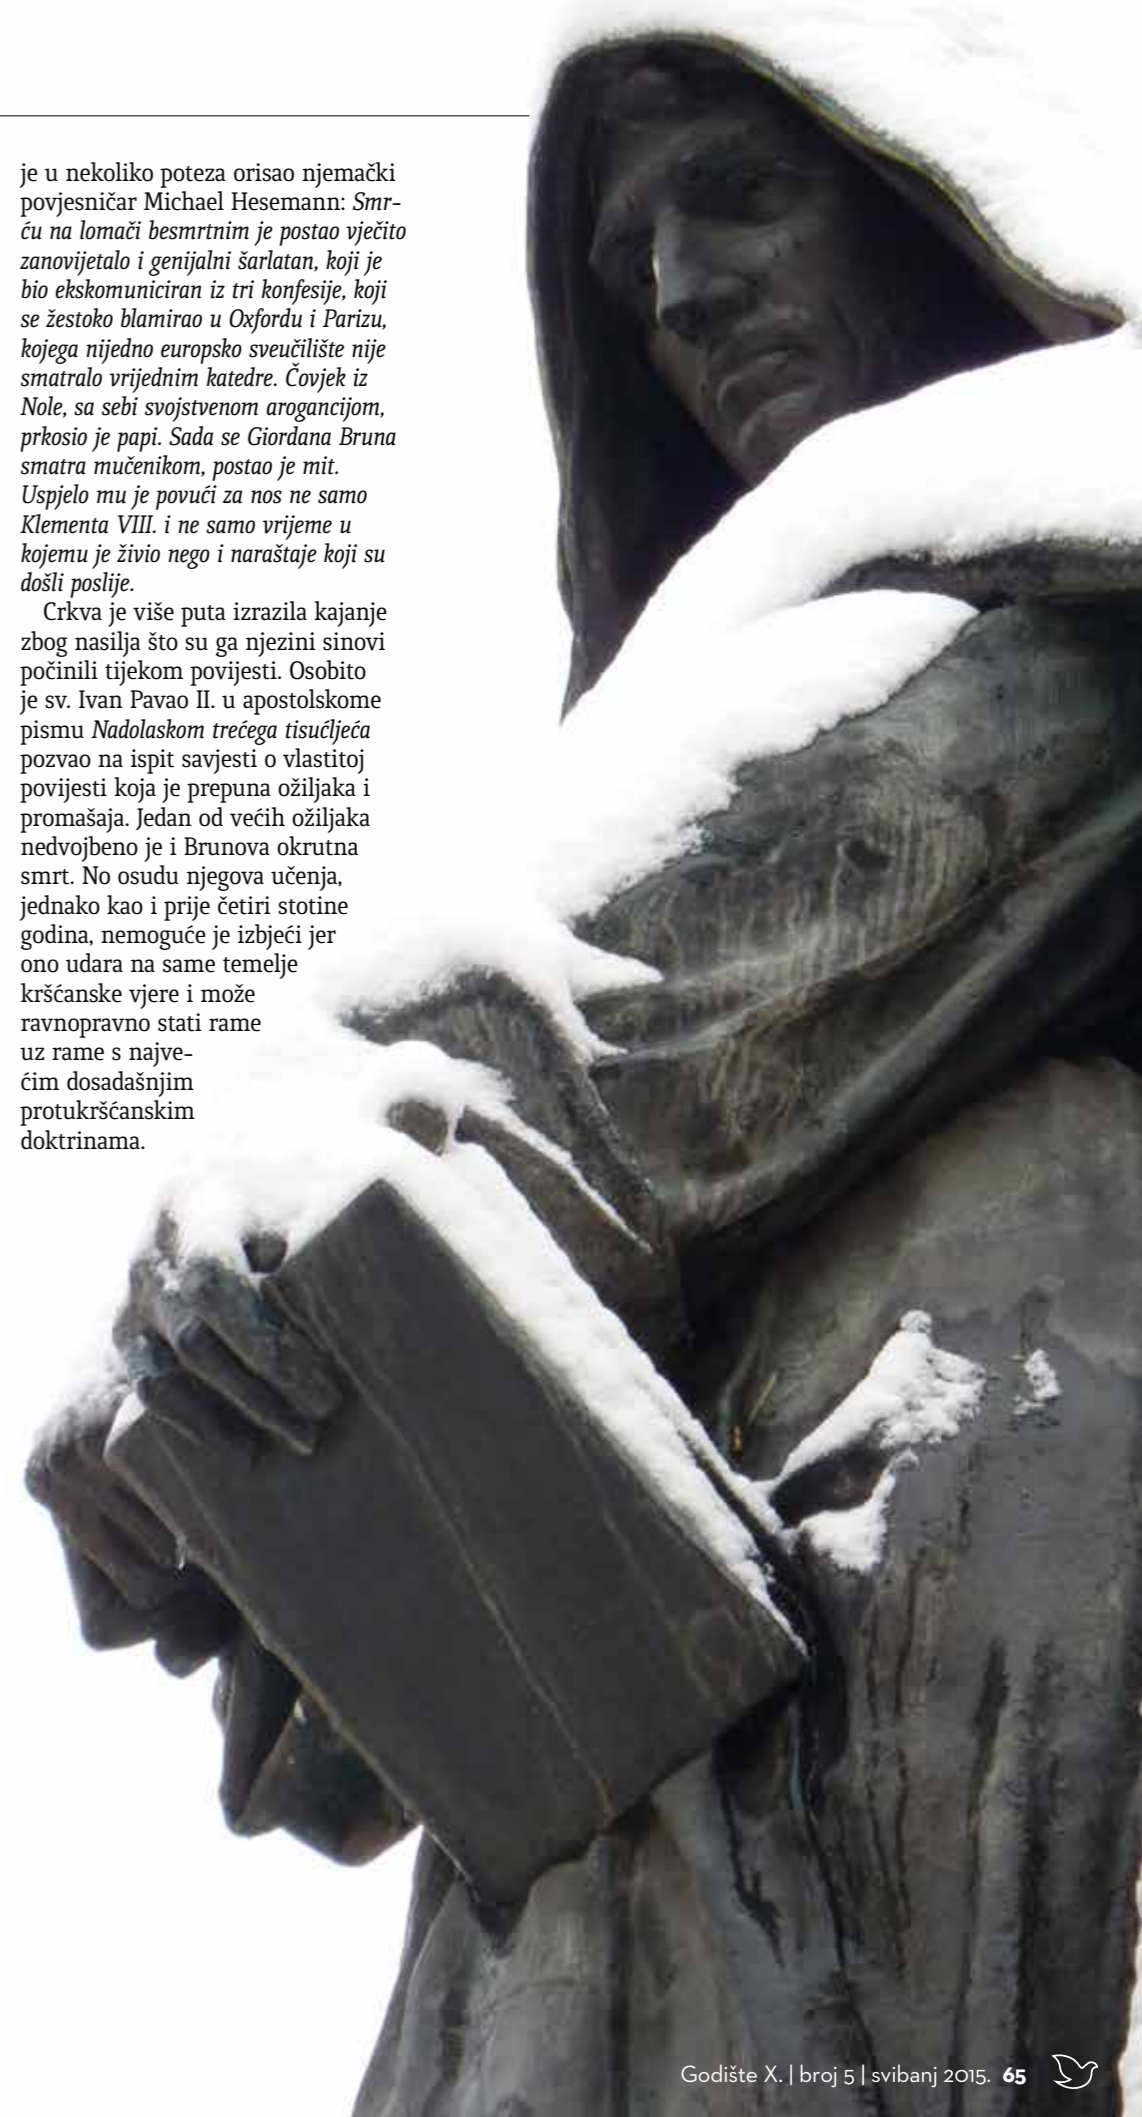 je u nekoliko poteza orisao njemački
povjesničar Michael Hesemann: Smr-
ću na lomači besmrtnim je postao vječito
zanovijetalo i genijalni šarlatan, koji je
bio ekskomuniciran iz tri konfesije, koji
se žestoko blamirao u Oxfordu i Parizu,
kojega nijedno europsko sveučilište nije
smatralo vrijednim katedre. Čovjek iz
Nole, sa sebi svojstvenom arogancijom,
prkosio je papi. Sada se Giordana Bruna
smatra mučenikom, postao je mit.
Uspjelo mu je povući za nos ne samo
Klementa VIII. i ne samo vrijeme u
kojemu je živio nego i naraštaje koji su
došli poslije.
Crkva je više puta izrazila kajanje
zbog nasilja što su ga njezini sinovi
počinili tijekom povijesti. Osobito
je sv. Ivan Pavao II. u apostolskome
pismu Nadolaskom trećega tisućljeća
pozvao na ispit savjesti o vlastitoj
povijesti koja je prepuna ožiljaka i
promašaja. Jedan od većih ožiljaka
nedvojbeno je i Brunova okrutna
smrt. No osudu njegova učenja,
jednako kao i prije četiri stotine
godina, nemoguće je izbjeći jer
ono udara na same temelje
kršćanske vjere i može
ravnopravno stati rame
uz rame s najve-
ćim dosadašnjim
protukršćanskim
doktrinama.
Godište X. | broj 5 | svibanj 2015. 65